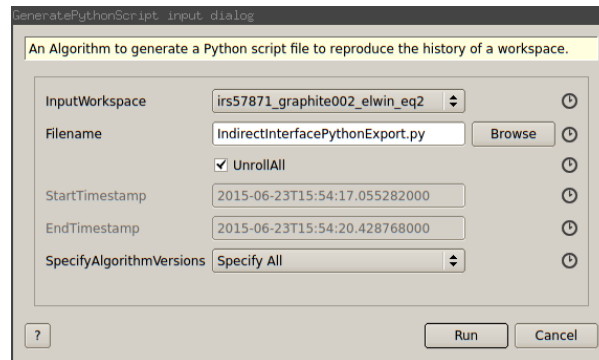 GeneratePythonScript input dialog
An Algorithm to generate a Python script file to reproduce the history of a workspace.
InputWorkspace irs57871_graphite002_elwin_eq2
Filename IndirectInterfacePythonExport.py Browse
UnrollAll
StartTimestamp 2015-06-23T15:54:17.055282000
EndTimestamp 2015-06-23T15:54:20.428768000
SpecifyAlgorithmVersions Specify All
? Run Cancel